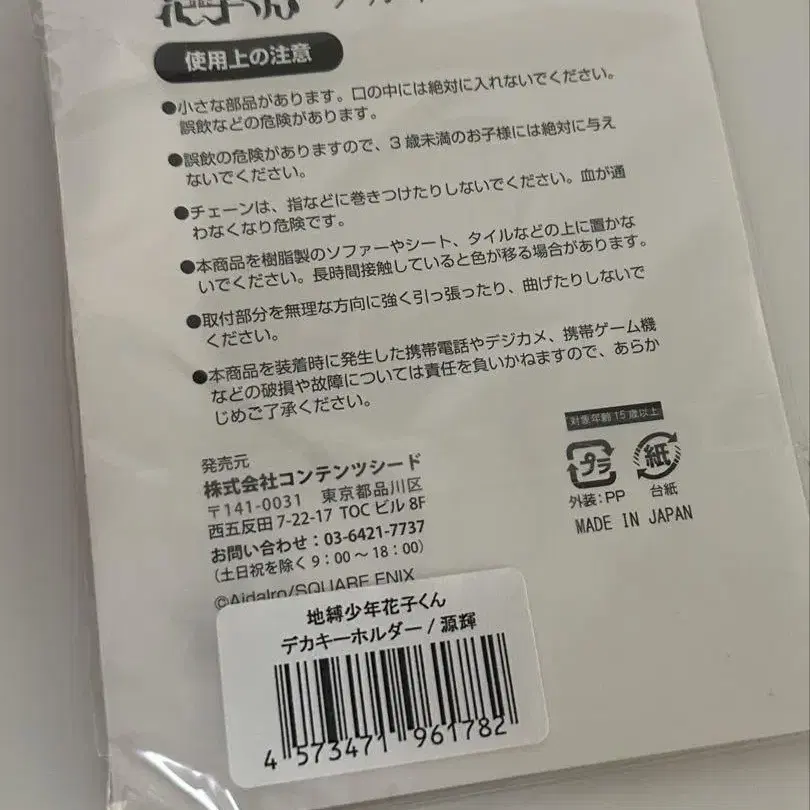 花子くん
使用上の注意
●小さな部品があります。口の中には絶対に入れないでください。
誤飲などの危険があります。
●誤飲の危険がありますので、3歳未満のお子様には絶対に与え
ないでください。
●チェーンは、指などに巻きつけたりしないでください。血が通
わなくなり危険です。
●本商品を樹脂製のソファーやシート、タイルなどの上に置かな
いでください。長時間接触していると色が移る場合があります。
●取付部分を無理な方向に強く引っ張ったり、曲げたりしないで
ください。
●本商品を装着時に発生した携帯電話やデジカメ、携帯ゲーム機
などの破損や故障については責任を負いかねますので、あらか
じめご了承ください。
対象年齢15歳以上
プラ
紙
外装:PP
台紙
MADE IN JAPAN
発売元
株式会社コンテンツシード
〒141-0031 東京都品川区
西五反田7-22-17 TOCビル8F
お問い合わせ:03-6421-7737
(土日祝を除く9:00～18:00)
©AidaIro/SQUARE ENIX
地縛少年花子くん
デカキーホルダー/源輝
4 573471 961782